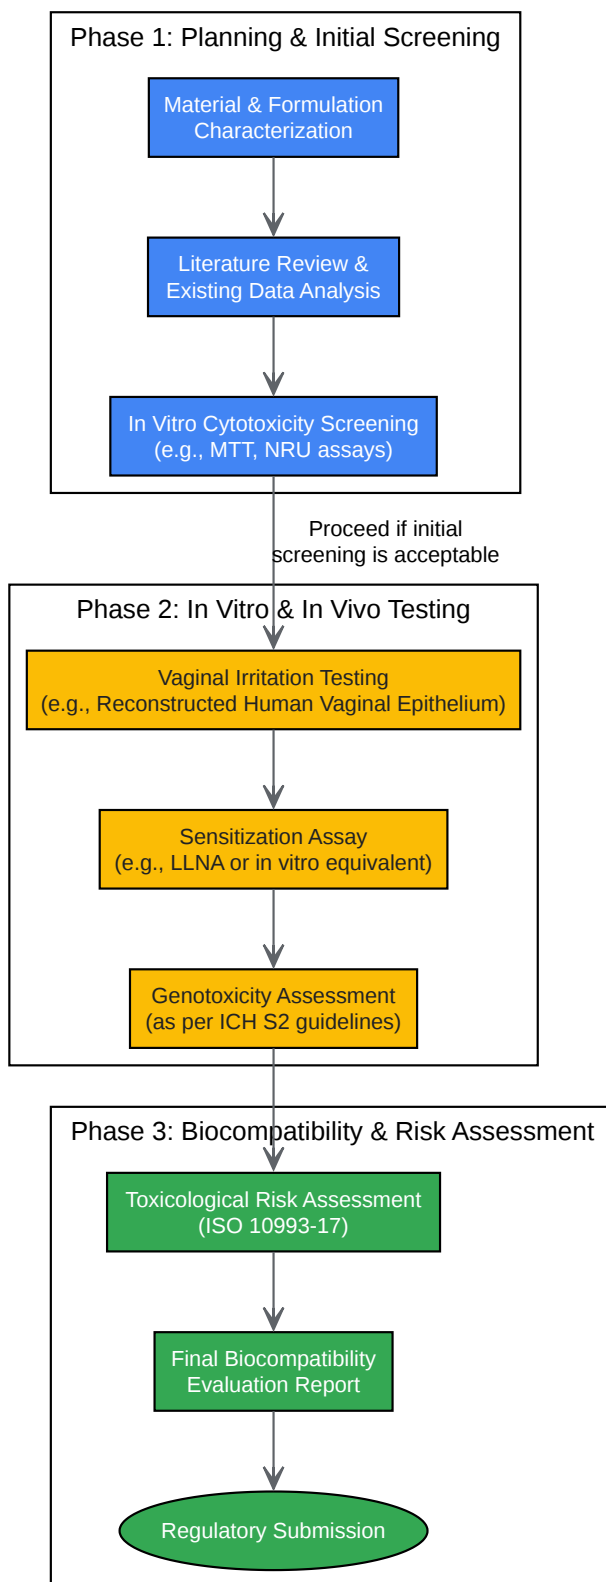 Phase 1: Planning & Initial Screening
Material & Formulation
Characterization
Literature Review &
Existing Data Analysis
In Vitro Cytotoxicity Screening
(e.g., MTT, NRU assays)
Proceed if initial
screening is acceptable
Phase 2: In Vitro & In Vivo Testing
Vaginal Irritation Testing
(e.g., Reconstructed Human Vaginal Epithelium)
Sensitization Assay
(e.g., LLNA or in vitro equivalent)
Genotoxicity Assessment
(as per ICH S2 guidelines)
Phase 3: Biocompatibility & Risk Assessment
Toxicological Risk Assessment
(ISO 10993-17)
Final Biocompatibility
Evaluation Report
Regulatory Submission